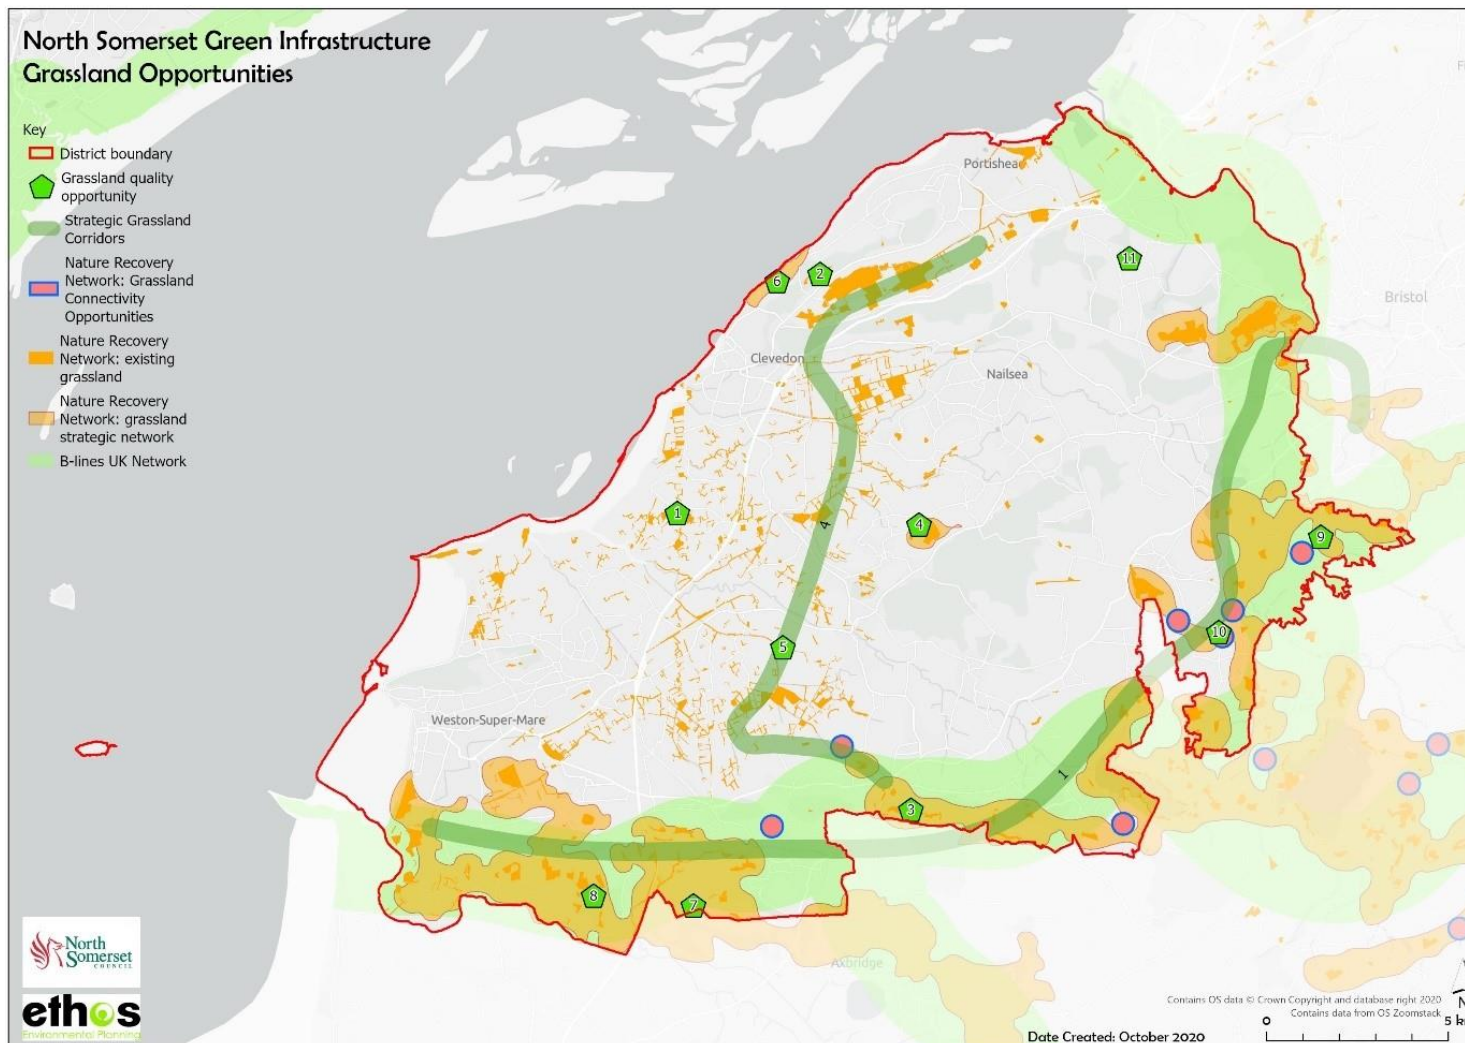 North Somerset Green Infrastructure
Grassland Opportunities
Key
District boundary
Grassland quality
opportunity
Strategic Grassland
Corridors
Nature Recovery
Network: Grassland
Connectivity
Opportunities
Nature Recovery
Network: existing
grassland
Nature Recovery
Network: grassland
strategic network
B-lines UK Network
Portishea
11
6
2
Bristol
Clevedon
Nailsea
1
4
4
9
10
5
Weston-Super-Mare
1
3
8
7
Axbridge
North
Somerset
COUNCIL
ethos
Environmental Planning
Contains OS data © Crown Copyright and database right 2020
Contains data from OS Zoomstack
N
0
5 k
Date Created: October 2020